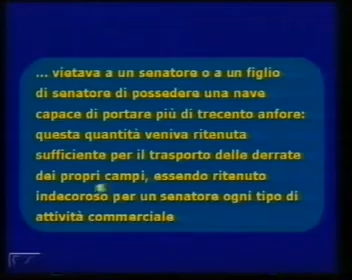 ... vietava a un senatore o a un figlio
di senatore di possedere una nave
capace di portare più di trecento anfore:
questa quantità veniva ritenuta
sufficiente per il trasporto delle derrate
dei propri campi, essendo ritenuto
indecoroso per un senatore ogni tipo di
attività commerciale